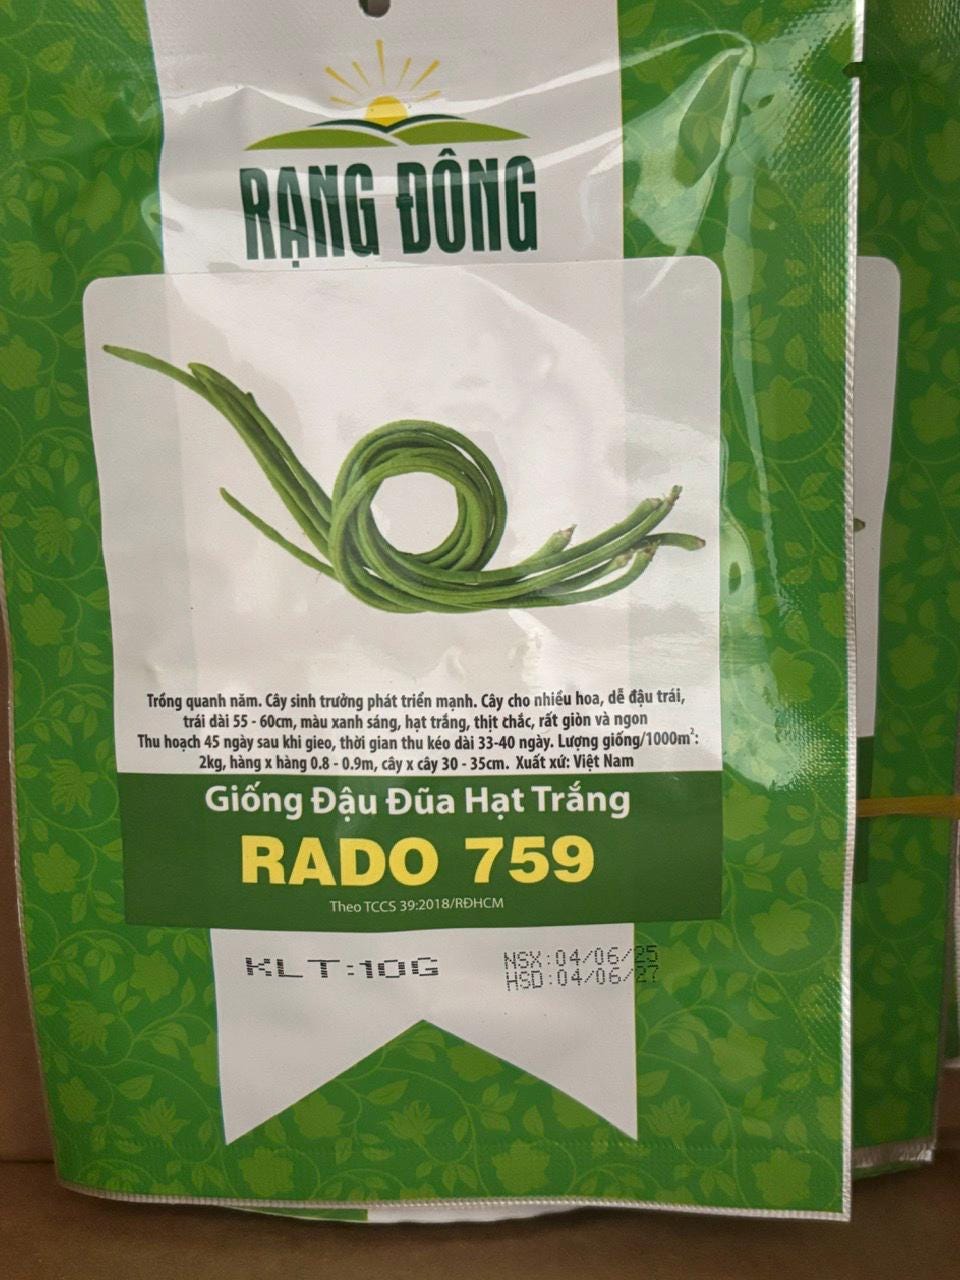 RẠNG ĐÔNG
Trồng quanh năm. Cây sinh trưởng phát triển mạnh. Cây cho nhiều hoa, dễ đậu trái,
trái dài 55 - 60cm, màu xanh sáng, hạt trắng, thịt chắc, rất giòn và ngon
Thu hoạch 45 ngày sau khi gieo, thời gian thu kéo dài 33-40 ngày. Lượng giống/1000m²:
2kg, hàng x hàng 0.8 - 0.9m, cây x cây 30 - 35cm. Xuất xứ: Việt Nam
Giống Đậu Đũa Hạt Trắng
RADO 759
Theo TCCS 39:2018/RĐHCM
KLT:10G
NSX:04/06/25
HSD:04/06/27